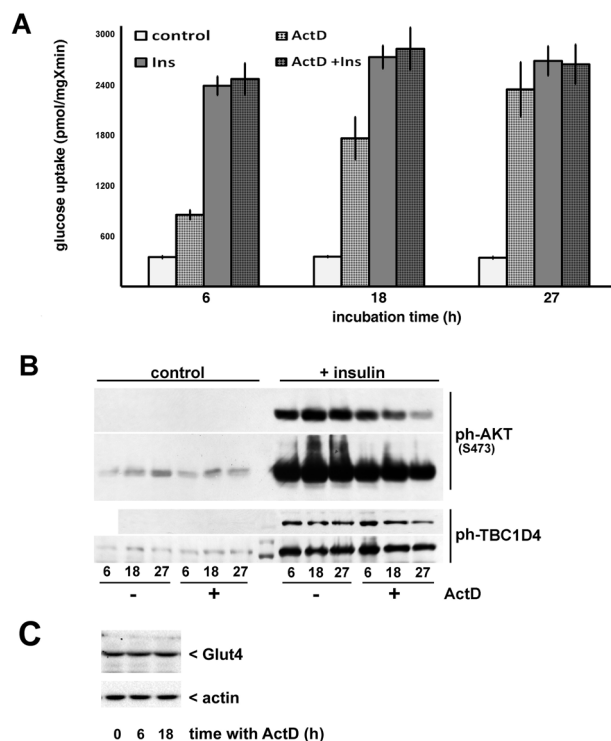 A
glucose uptake (pmol/mgXmin)
3000
2400
1800
1200
600
control
ActD
Ins
ActD +Ins
6 18 27
incubation time (h)
B
control + insulin
ph-AKT
(S473)
ph-TBC1D4
6 18 27 6 18 27 6 18 27 6 18 27
- + - + ActD
C
< Glut4
< actin
0 6 18 time with ActD (h)